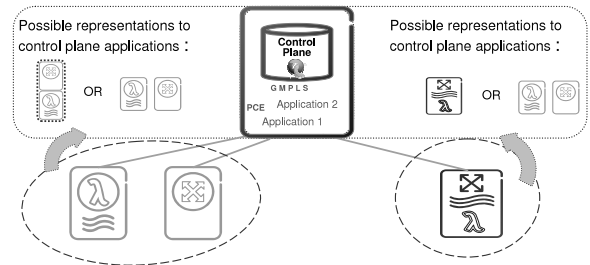 Possible representations to
control plane applications :
OR
Control
Plane
GMPLS
PCE Application 2
Application 1
Possible representations to
control plane applications :
OR
λ
λ
λ
λ
λ
λ